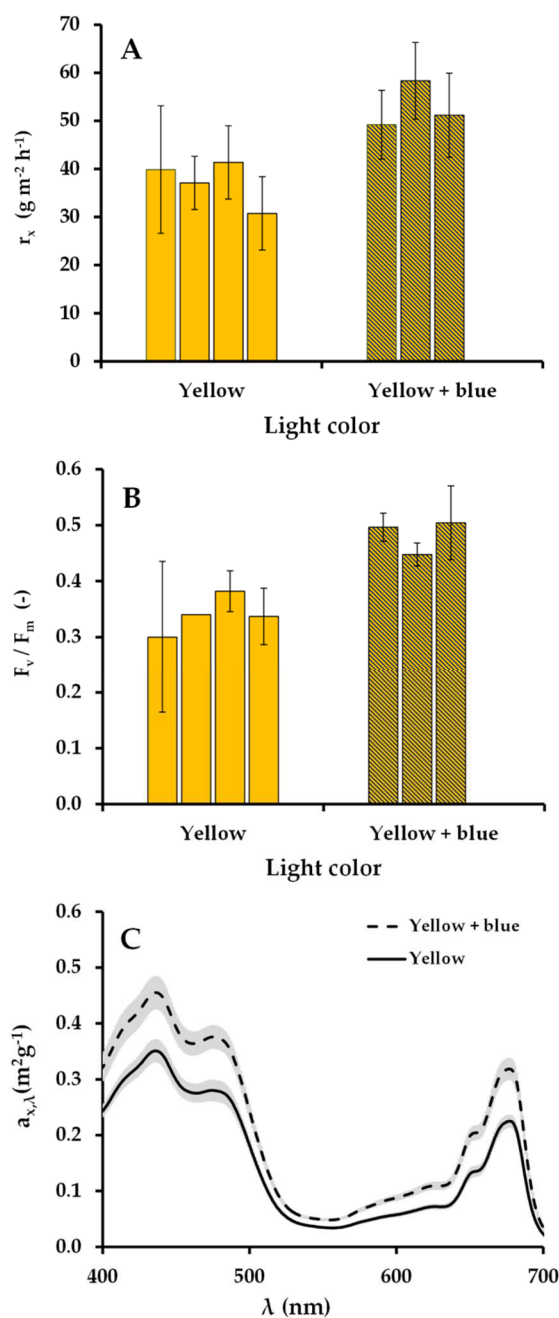 A
70
60
50
40
30
20
10
0
rₓ (g m⁻² h⁻¹)
Yellow
Yellow + blue
Light color
B
0.6
0.5
0.4
0.3
0.2
0.1
0.0
Fᵥ / Fₘ (-)
Yellow
Yellow + blue
Light color
C
Yellow + blue
Yellow
0.6
0.5
0.4
0.3
0.2
0.1
0.0
aₓ,λ (m²g⁻¹)
400
500
600
700
λ (nm)